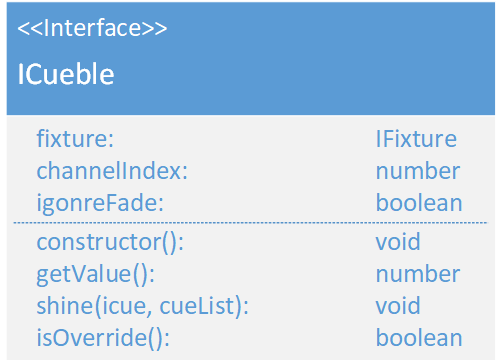 <<Interface>>
ICueble
fixture: IFixture
channelIndex: number
igonreFade: boolean
constructor(): void
getValue(): number
shine(icue, cueList): void
isOverride(): boolean